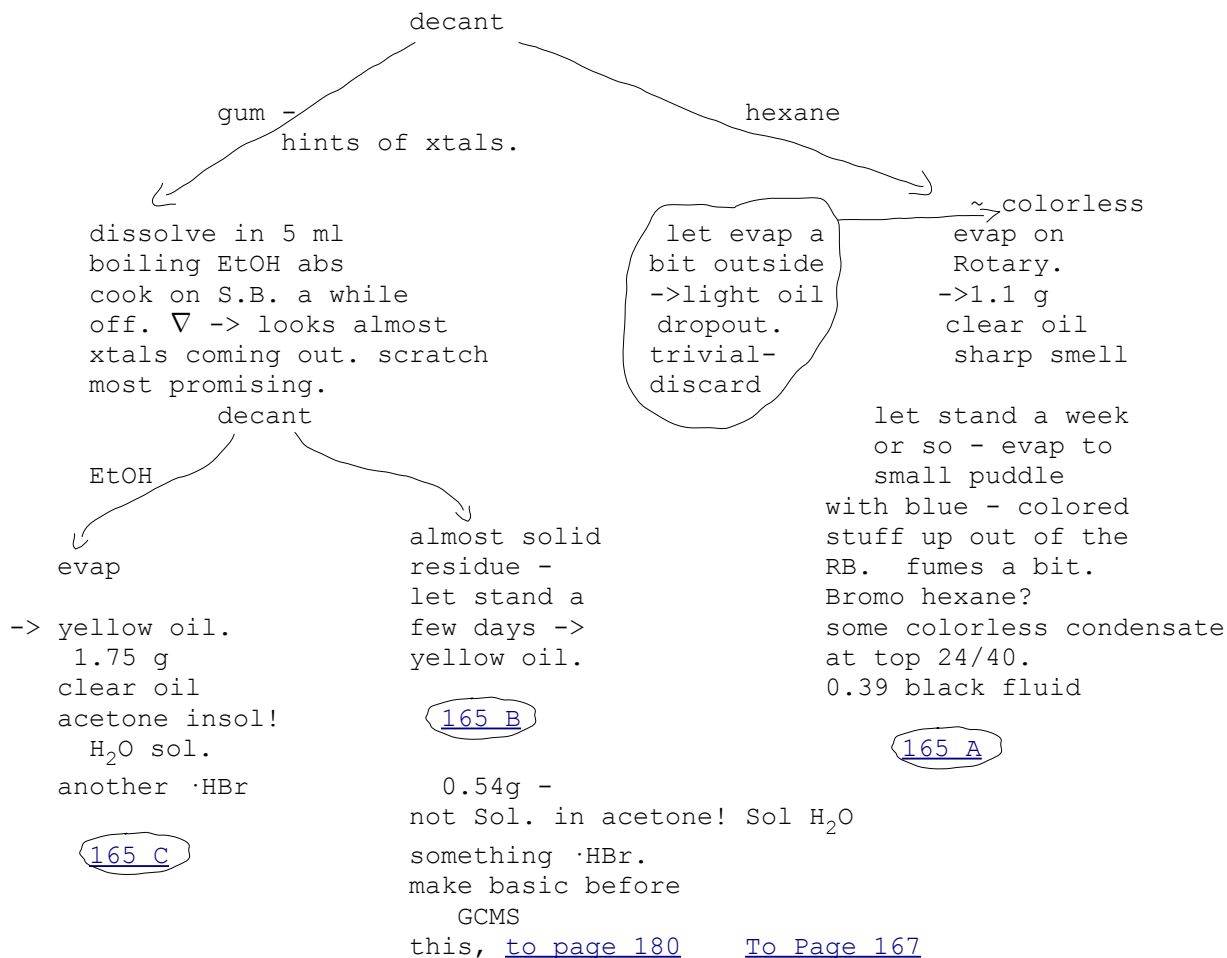 decant
gum -
hints of xtals.
hexane
dissolve in 5 ml
boiling EtOH abs
cook on S.B. a while
off. ∇ -> looks almost
xtals coming out. scratch
most promising.
decant
let evap a
bit outside
->light oil
dropout.
trivial-
discard
~ colorless
evap on
Rotary.
->1.1 g
clear oil
sharp smell
let stand a week
or so - evap to
small puddle
with blue - colored
stuff up out of the
RB.  fumes a bit.
Bromo hexane?
some colorless condensate
at top 24/40.
0.39 black fluid
165 A
EtOH
evap
-> yellow oil.
1.75 g
clear oil
acetone insol!
H₂O sol.
another ·HBr
165 C
almost solid
residue -
let stand a
few days ->
yellow oil.
165 B
0.54g -
not Sol. in acetone! Sol H₂O
something ·HBr.
make basic before
GCMS
this, to page 180    To Page 167